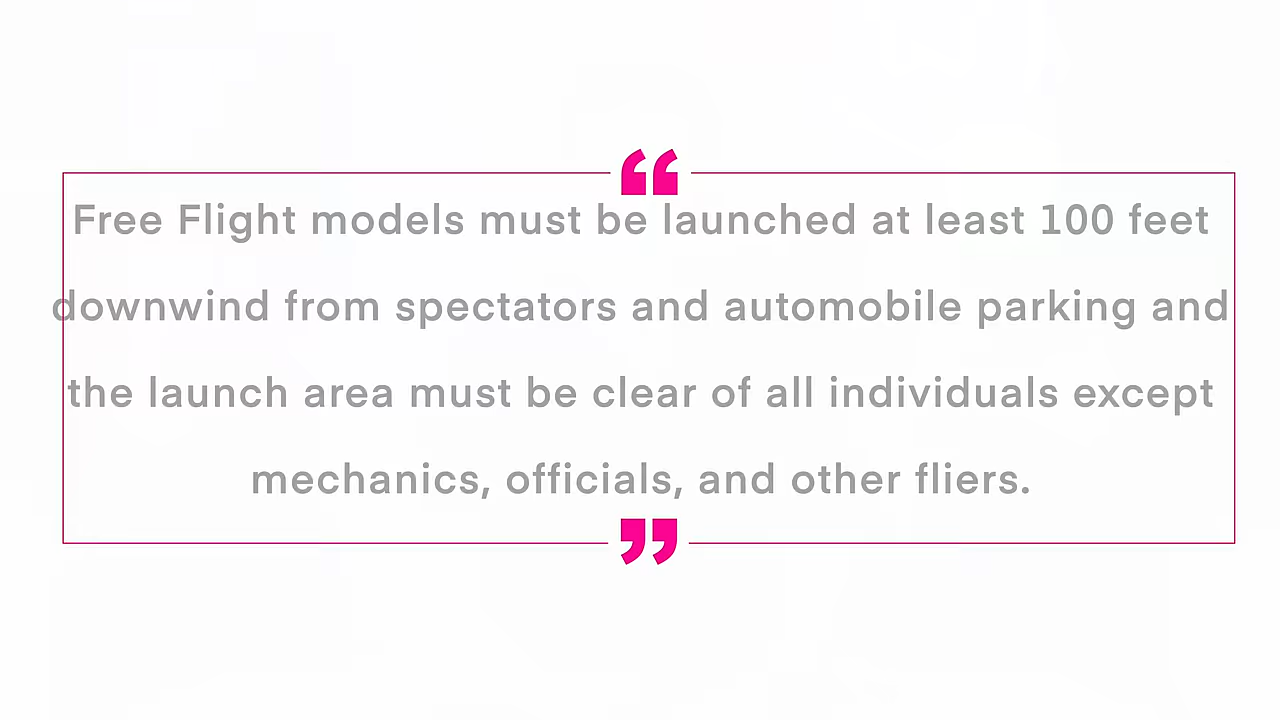 “
Free Flight models must be launched at least 100 feet
downwind from spectators and automobile parking and
the launch area must be clear of all individuals except
mechanics, officials, and other fliers.
”